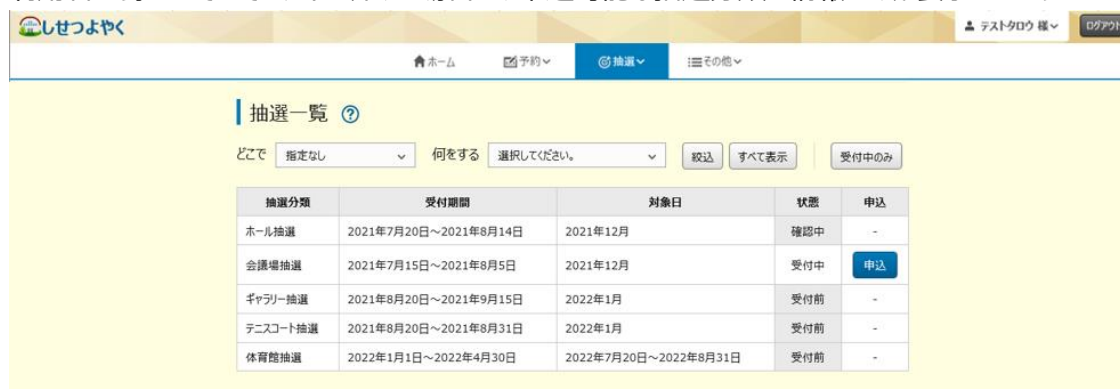 しせつよやく
テストタロウ 様
ログアウト
ホーム 予約 抽選 その他
抽選一覧 ?
どこで 指定なし 何をする 選択してください。 絞込 すべて表示 受付中のみ
抽選分類 受付期間 対象日 状態 申込
ホール抽選 2021年7月20日～2021年8月14日 2021年12月 確認中 -
会議場抽選 2021年7月15日～2021年8月5日 2021年12月 受付中 申込
ギャラリー抽選 2021年8月20日～2021年9月15日 2022年1月 受付前 -
テニスコート抽選 2021年8月20日～2021年8月31日 2022年1月 受付前 -
体育館抽選 2022年1月1日～2022年4月30日 2022年7月20日～2022年8月31日 受付前 -